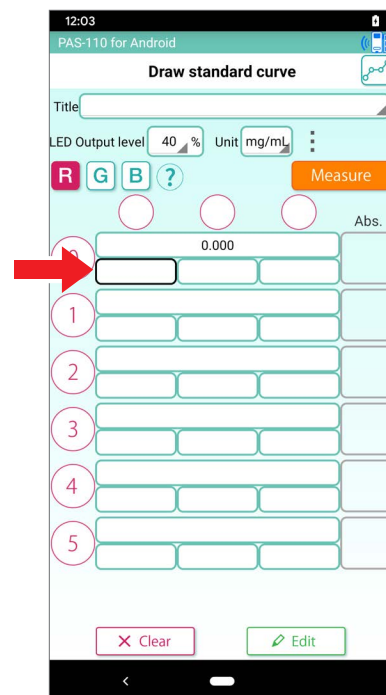 12:03
PAS-110 for Android
Draw standard curve
Title
LED Output level 40 % Unit mg/mL
R G B ? Measure
Abs.
0.000
1
2
3
4
5
Clear Edit